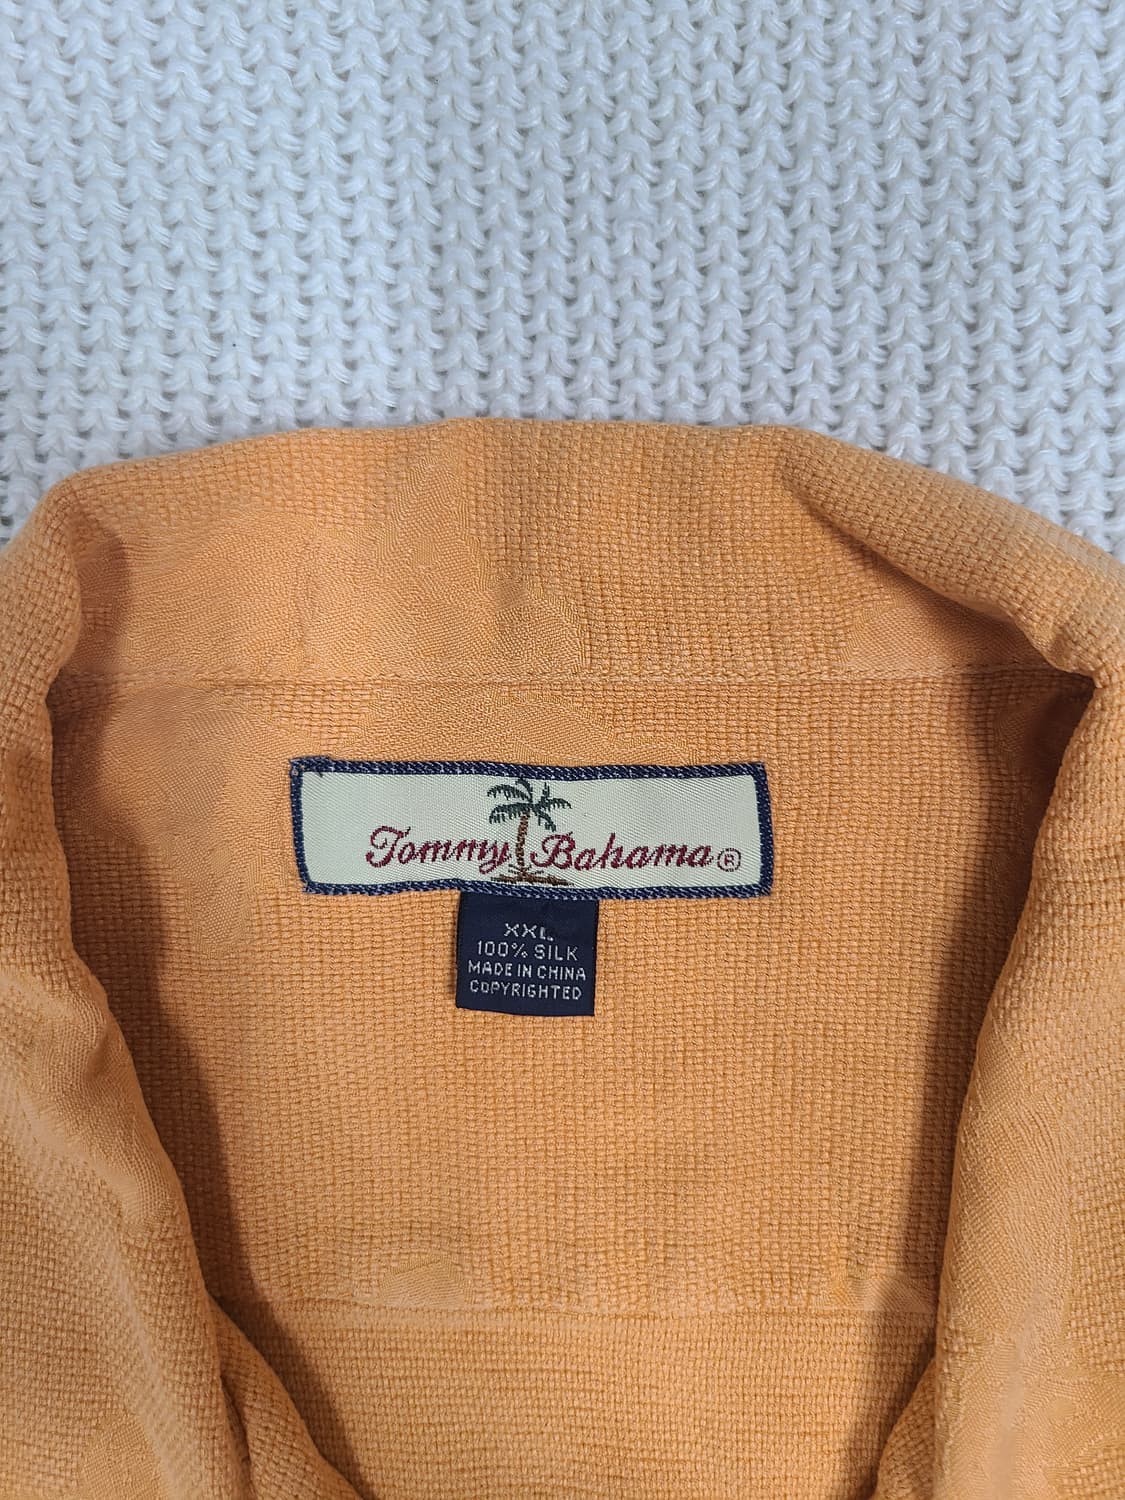 Tommy Bahama®
XXL
100% SILK
MADE IN CHINA
COPYRIGHTED